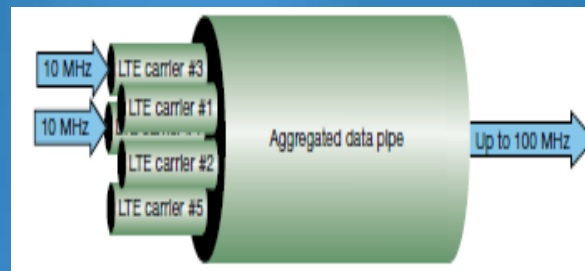 10 MHz
LTE carrier #3
LTE carrier #1
10 MHz
LTE carrier #2
LTE carrier #5
Aggregated data pipe
Up to 100 MHz